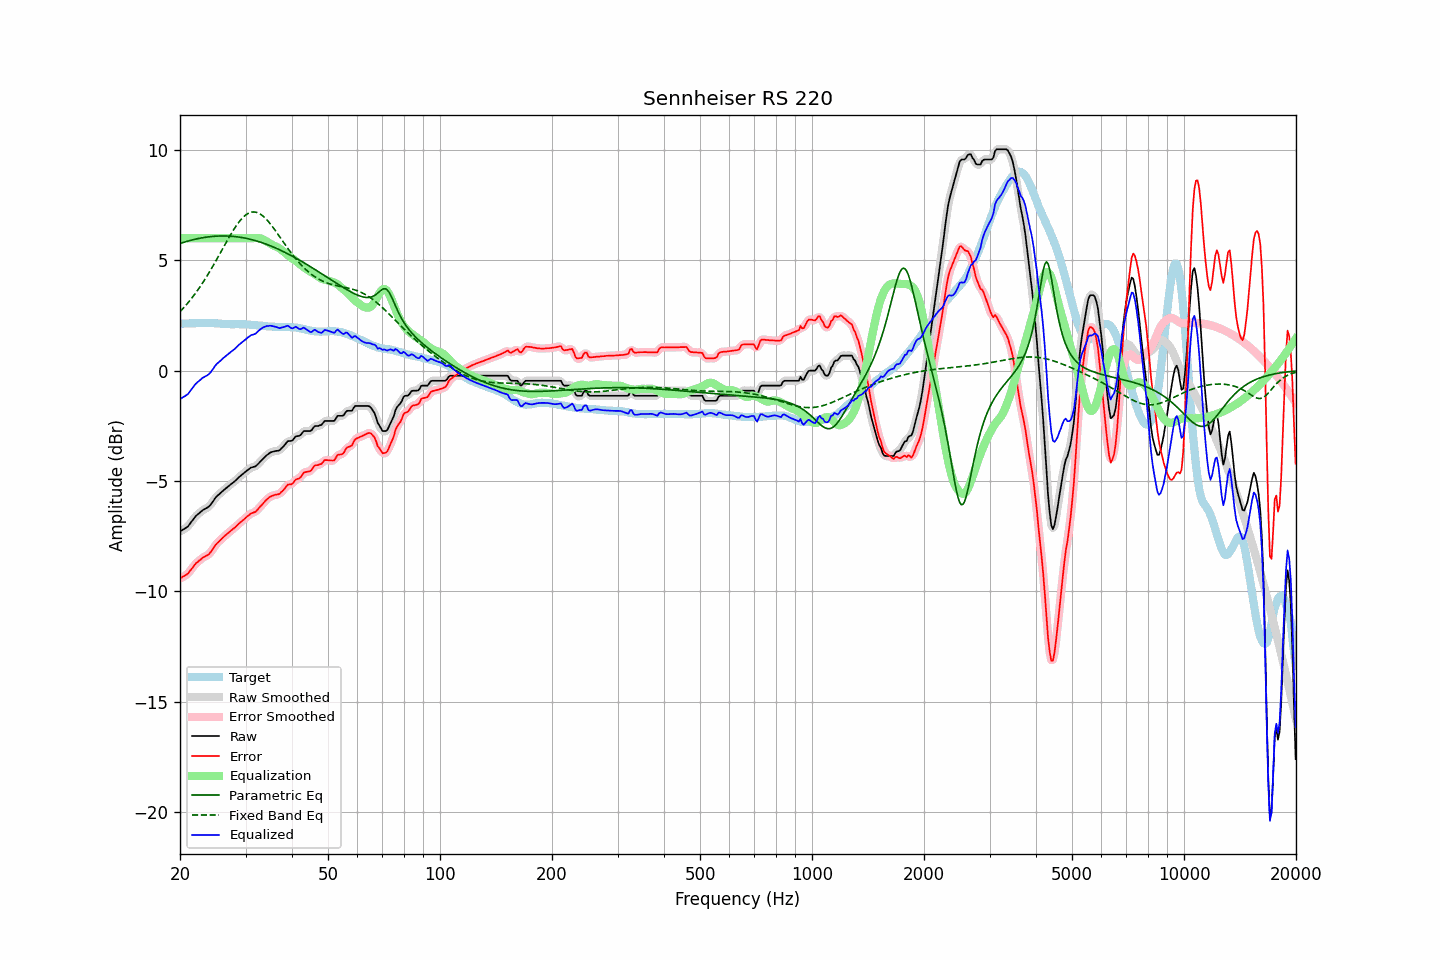 Sennheiser RS 220
Amplitude (dBr)
10
5
0
−5
−10
−15
−20
Target
Raw Smoothed
Error Smoothed
Raw
Error
Equalization
Parametric Eq
Fixed Band Eq
Equalized
20 50 100 200 500 1000 2000 5000 10000 20000
Frequency (Hz)